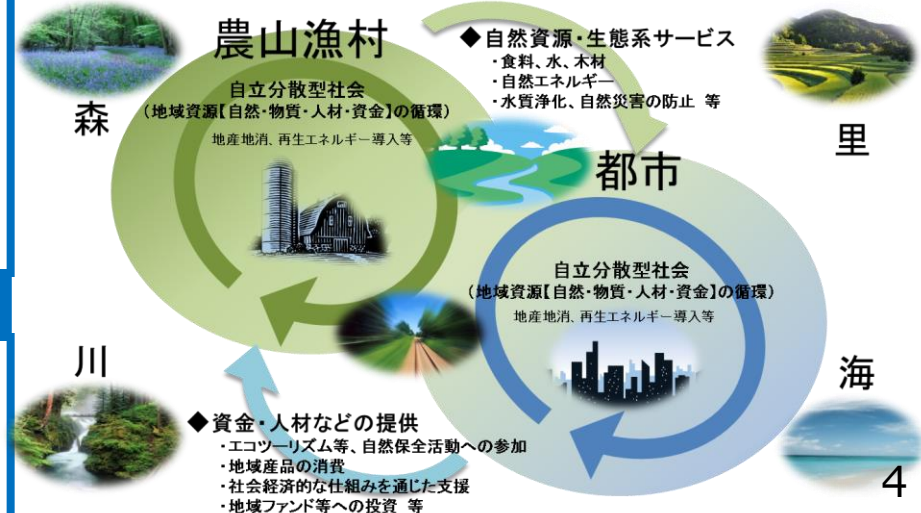 農山漁村
森
自立分散型社会
(地域資源【自然・物質・人材・資金】の循環)
地産地消、再生エネルギー導入等
◆自然資源・生態系サービス
・食料、水、木材
・自然エネルギー
・水質浄化、自然災害の防止 等
里
都市
自立分散型社会
(地域資源【自然・物質・人材・資金】の循環)
地産地消、再生エネルギー導入等
川
海
◆資金・人材などの提供
・エコツーリズム等、自然保全活動への参加
・地域産品の消費
・社会経済的な仕組みを通じた支援
・地域ファンド等への投資 等
4